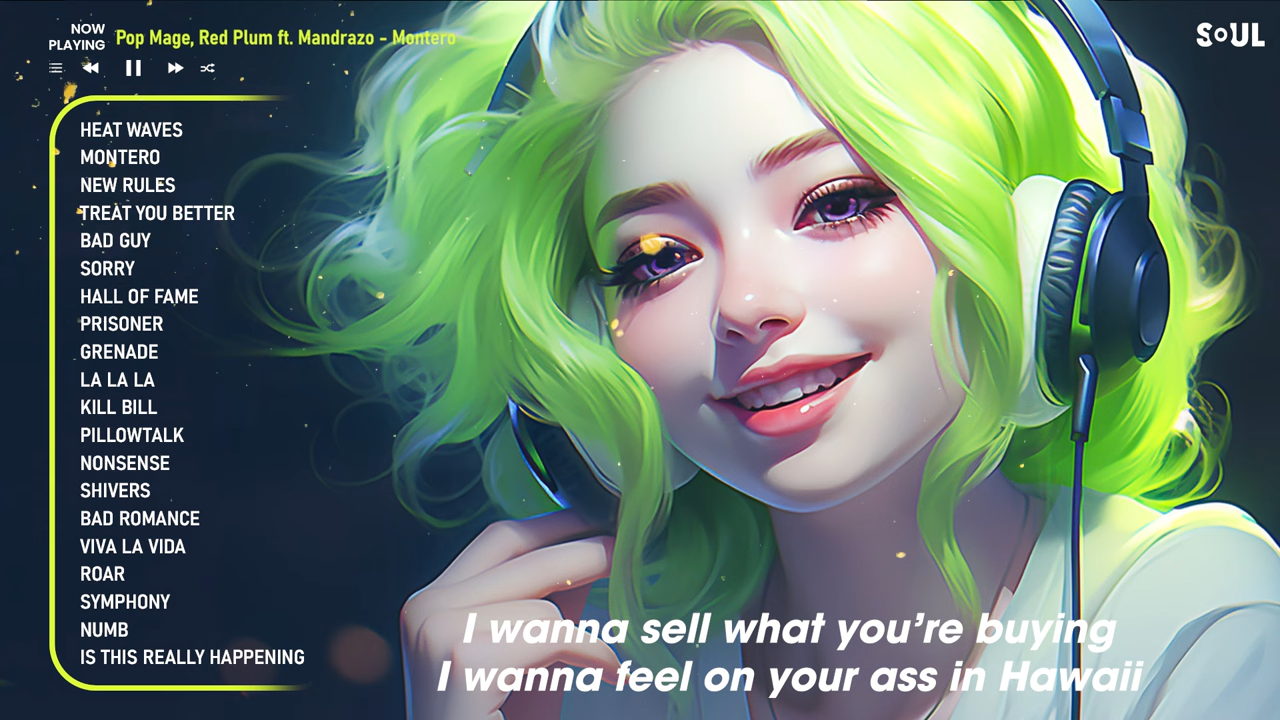 NOW
PLAYING
Pop Mage, Red Plum ft. Mandrazo - Montero
SOUL
HEAT WAVES
MONTERO
NEW RULES
TREAT YOU BETTER
BAD GUY
SORRY
HALL OF FAME
PRISONER
GRENADE
LA LA LA
KILL BILL
PILLOWTALK
NONSENSE
SHIVERS
BAD ROMANCE
VIVA LA VIDA
ROAR
SYMPHONY
NUMB
IS THIS REALLY HAPPENING
I wanna sell what you’re buying
I wanna feel on your ass in Hawaii